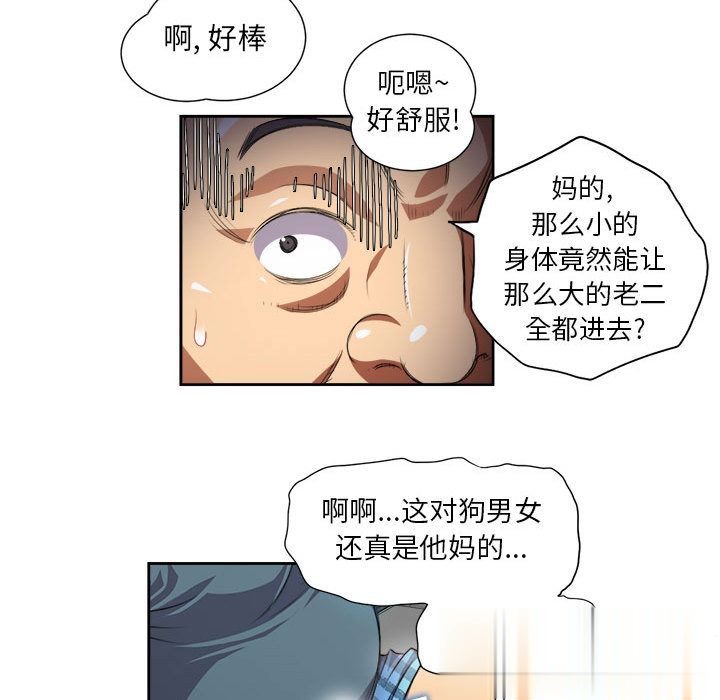 啊, 好棒
呃嗯~
好舒服!
妈的,
那么小的
身体竟然能让
那么大的老二
全都进去?
啊啊...这对狗男女
还真是他妈的...